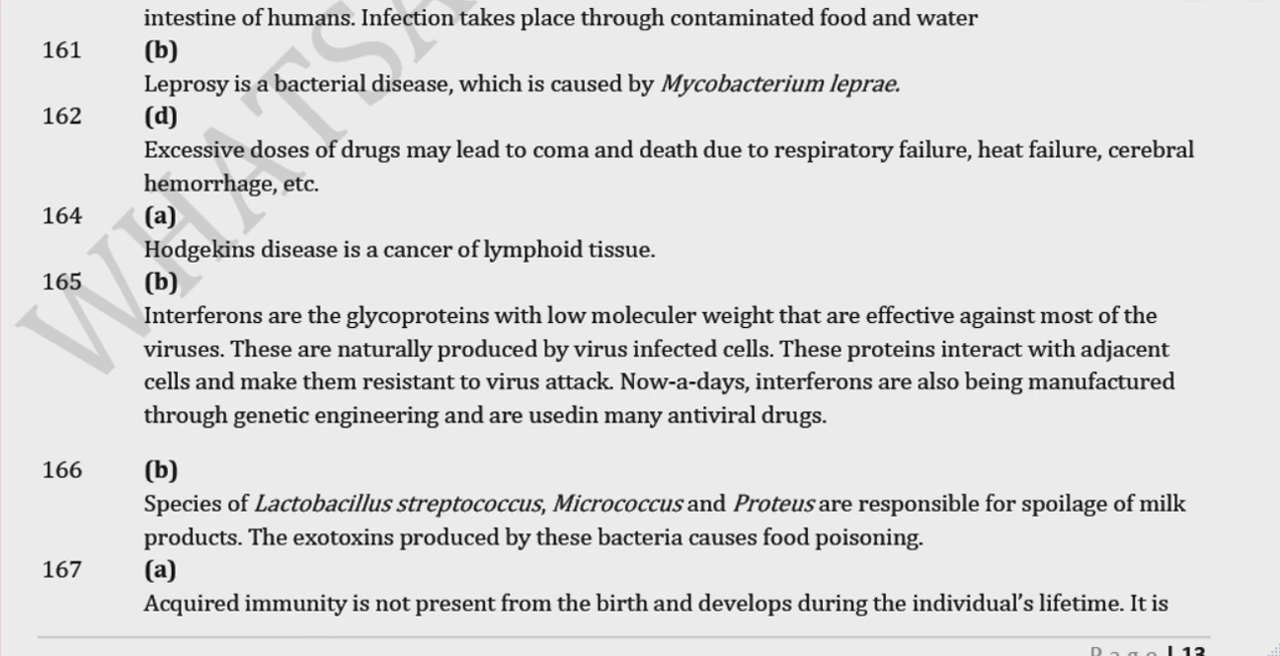 intestine of humans. Infection takes place through contaminated food and water
161 (b)
Leprosy is a bacterial disease, which is caused by Mycobacterium leprae.
162 (d)
Excessive doses of drugs may lead to coma and death due to respiratory failure, heat failure, cerebral
hemorrhage, etc.
164 (a)
Hodgekins disease is a cancer of lymphoid tissue.
165 (b)
Interferons are the glycoproteins with low moleculer weight that are effective against most of the
viruses. These are naturally produced by virus infected cells. These proteins interact with adjacent
cells and make them resistant to virus attack. Now-a-days, interferons are also being manufactured
through genetic engineering and are usedin many antiviral drugs.
166 (b)
Species of Lactobacillus streptococcus, Micrococcus and Proteus are responsible for spoilage of milk
products. The exotoxins produced by these bacteria causes food poisoning.
167 (a)
Acquired immunity is not present from the birth and develops during the individual's lifetime. It is
P a g e | 13
WHATSA